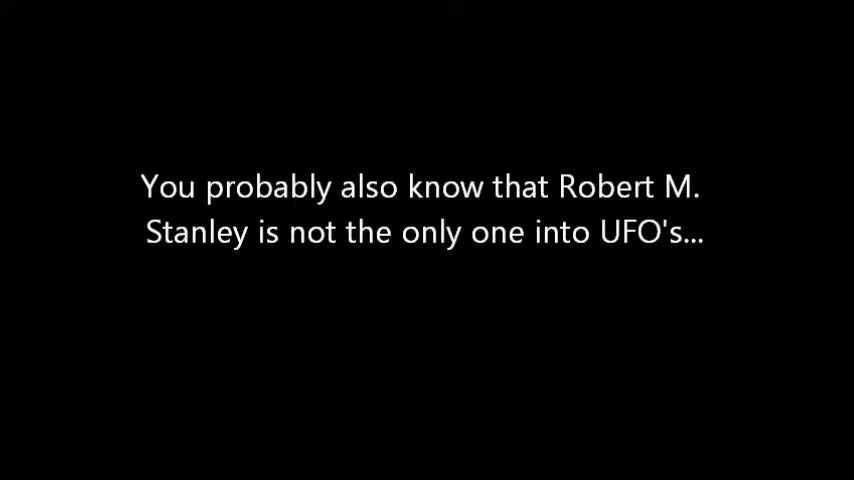 You probably also know that Robert M.
Stanley is not the only one into UFO's...